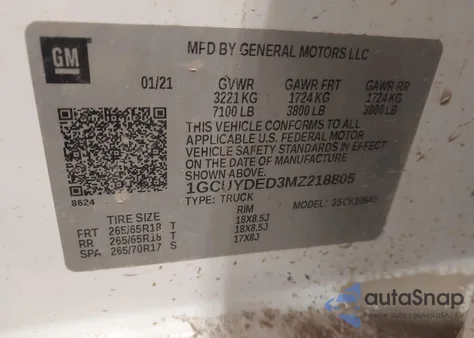 GM
MFD BY GENERAL MOTORS LLC
01/21 GVWR GAWR FRT GAWR RR
3221 KG 1724 KG 1724 KG
7100 LB 3800 LB 3800 LB
THIS VEHICLE CONFORMS TO ALL
APPLICABLE U.S. FEDERAL MOTOR
VEHICLE SAFETY STANDARDS IN EFFECT
ON THE DATE OF MANUFACTURE
SHOWN ABOVE.
1GCUYDED3MZ218805
8624 TYPE: TRUCK MODEL:
TIRE SIZE RIM
FRT 265/65R18 T 18X8.5J
RR 265/65R18 T 18X8.5J
SPA 265/70R17 S 17X8J
autoSnap